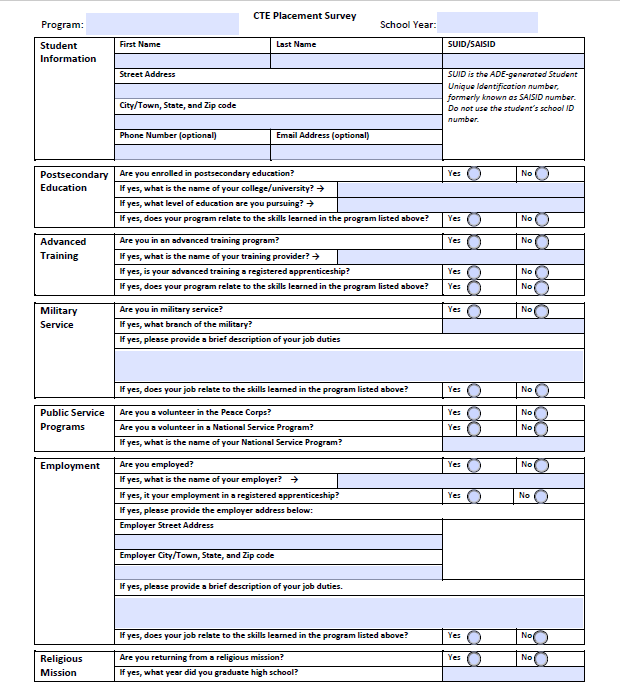 CTE Placement Survey
Program:
School Year:
Student Information
First Name
Last Name
SUID/SAISID
Street Address
SUID is the ADE-generated Student
Unique Identification number,
formerly known as SAISID number.
Do not use the student's school ID
number.
City/Town, State, and Zip code
Phone Number (optional)
Email Address (optional)
Postsecondary Education
Are you enrolled in postsecondary education? Yes No
If yes, what is the name of your college/university? →
If yes, what level of education are you pursuing? →
If yes, does your program relate to the skills learned in the program listed above? Yes No
Advanced Training
Are you in an advanced training program? Yes No
If yes, what is the name of your training provider? →
If yes, is your advanced training a registered apprenticeship? Yes No
If yes, does your program relate to the skills learned in the program listed above? Yes No
Military Service
Are you in military service? Yes No
If yes, what branch of the military?
If yes, please provide a brief description of your job duties
If yes, does your job relate to the skills learned in the program listed above? Yes No
Public Service Programs
Are you a volunteer in the Peace Corps? Yes No
Are you a volunteer in a National Service Program? Yes No
If yes, what is the name of your National Service Program?
Employment
Are you employed? Yes No
If yes, what is the name of your employer? →
If yes, it your employment in a registered apprenticeship? Yes No
If yes, please provide the employer address below:
Employer Street Address
Employer City/Town, State, and Zip code
If yes, please provide a brief description of your job duties.
If yes, does your job relate to the skills learned in the program listed above? Yes No
Religious Mission
Are you returning from a religious mission? Yes No
If yes, what year did you graduate high school?